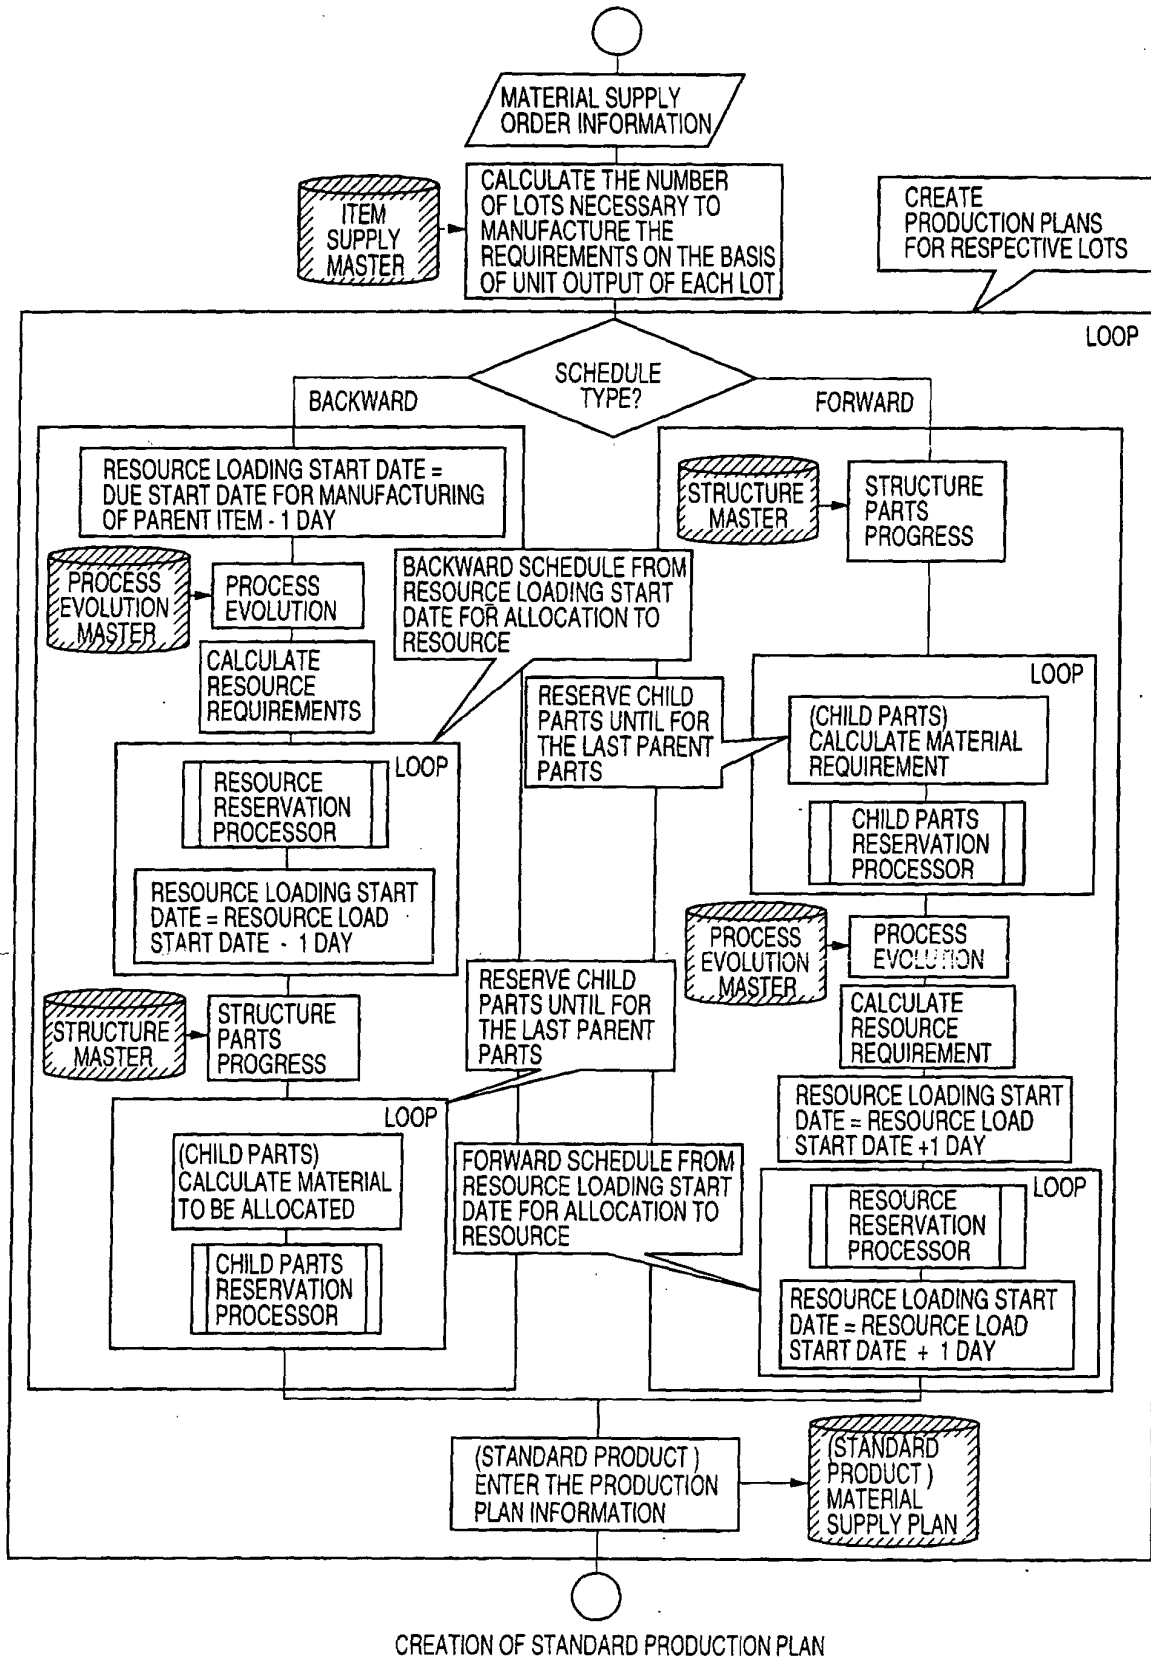 MATERIAL SUPPLY
ORDER INFORMATION
ITEM
SUPPLY
MASTER
CALCULATE THE NUMBER
OF LOTS NECESSARY TO
MANUFACTURE THE
REQUIREMENTS ON THE BASIS
OF UNIT OUTPUT OF EACH LOT
CREATE
PRODUCTION PLANS
FOR RESPECTIVE LOTS
LOOP
SCHEDULE
TYPE?
BACKWARD
FORWARD
RESOURCE LOADING START DATE =
DUE START DATE FOR MANUFACTURING
OF PARENT ITEM - 1 DAY
PROCESS
EVOLUTION
MASTER
PROCESS
EVOLUTION
CALCULATE
RESOURCE
REQUIREMENTS
BACKWARD SCHEDULE FROM
RESOURCE LOADING START
DATE FOR ALLOCATION TO
RESOURCE
LOOP
RESOURCE
RESERVATION
PROCESSOR
RESOURCE LOADING START
DATE = RESOURCE LOAD
START DATE - 1 DAY
STRUCTURE
MASTER
STRUCTURE
PARTS
PROGRESS
RESERVE CHILD
PARTS UNTIL FOR
THE LAST PARENT
PARTS
LOOP
(CHILD PARTS)
CALCULATE MATERIAL
TO BE ALLOCATED
CHILD PARTS
RESERVATION
PROCESSOR
STRUCTURE
MASTER
STRUCTURE
PARTS
PROGRESS
RESERVE CHILD
PARTS UNTIL FOR
THE LAST PARENT
PARTS
LOOP
(CHILD PARTS)
CALCULATE MATERIAL
REQUIREMENT
CHILD PARTS
RESERVATION
PROCESSOR
PROCESS
EVOLUTION
MASTER
PROCESS
EVOLUTION
CALCULATE
RESOURCE
REQUIREMENT
RESOURCE LOADING START
DATE = RESOURCE LOAD
START DATE +1 DAY
FORWARD SCHEDULE FROM
RESOURCE LOADING START
DATE FOR ALLOCATION TO
RESOURCE
LOOP
RESOURCE
RESERVATION
PROCESSOR
RESOURCE LOADING START
DATE = RESOURCE LOAD
START DATE + 1 DAY
(STANDARD PRODUCT )
ENTER THE PRODUCTION
PLAN INFORMATION
(STANDARD
PRODUCT )
MATERIAL
SUPPLY PLAN
CREATION OF STANDARD PRODUCTION PLAN